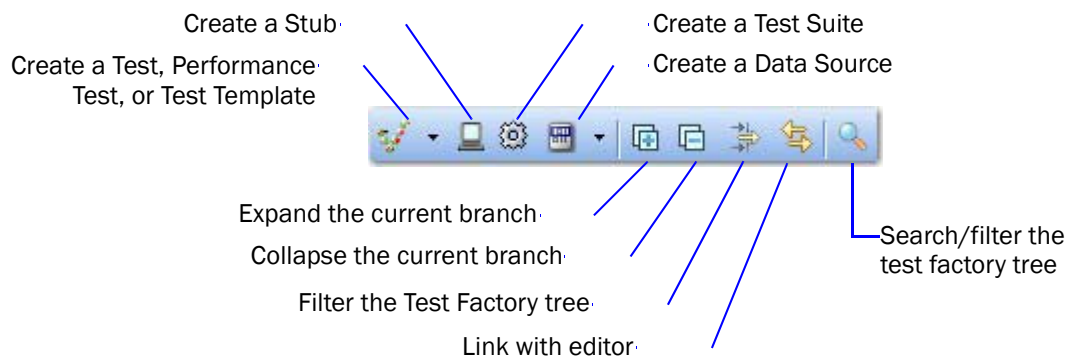 Create a Stub
Create a Test Suite
Create a Test, Performance
Test, or Test Template
Create a Data Source
Expand the current branch
Collapse the current branch
Search/filter the
test factory tree
Filter the Test Factory tree
Link with editor